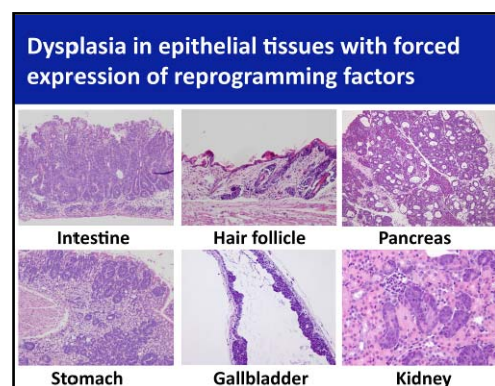 Dysplasia in epithelial tissues with forced
expression of reprogramming factors
Intestine
Hair follicle
Pancreas
Stomach
Gallbladder
Kidney